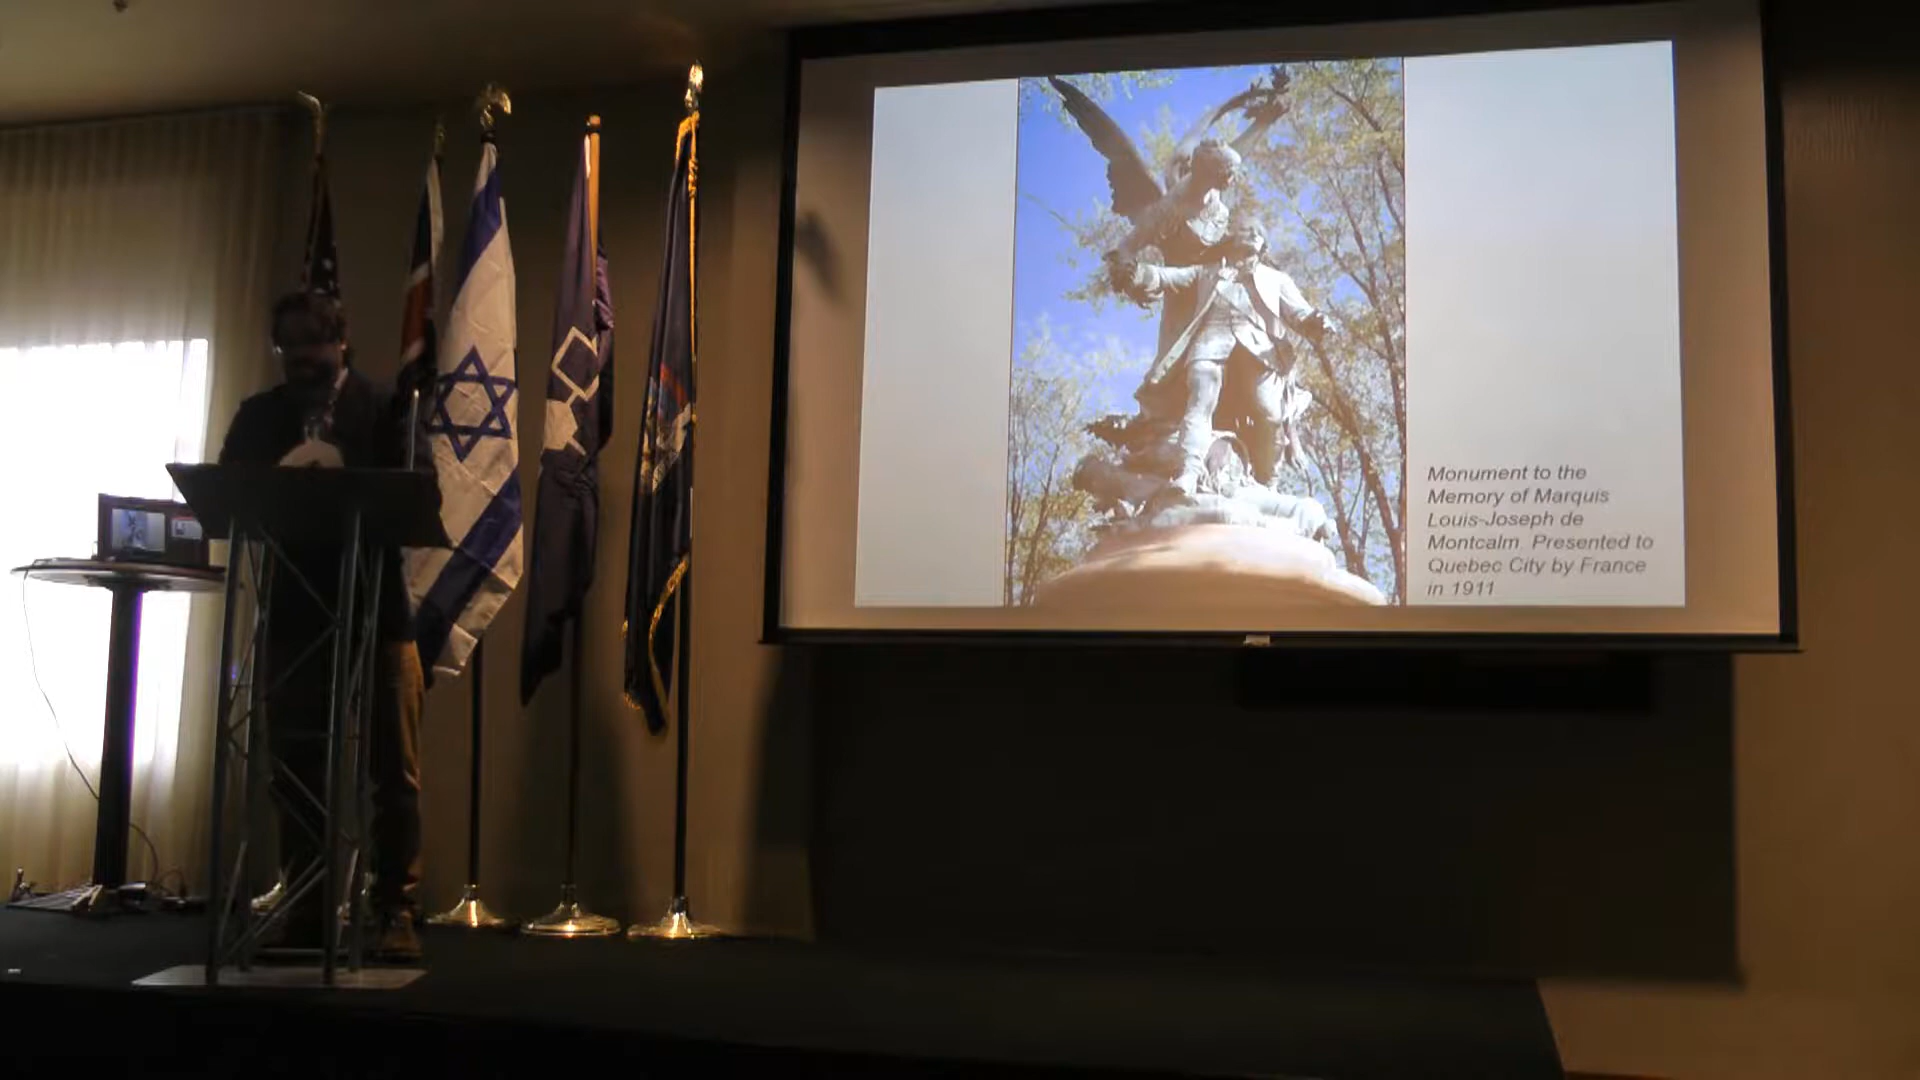 Monument to the
Memory of Marquis
Louis-Joseph de
Montcalm. Presented to
Quebec City by France
in 1911